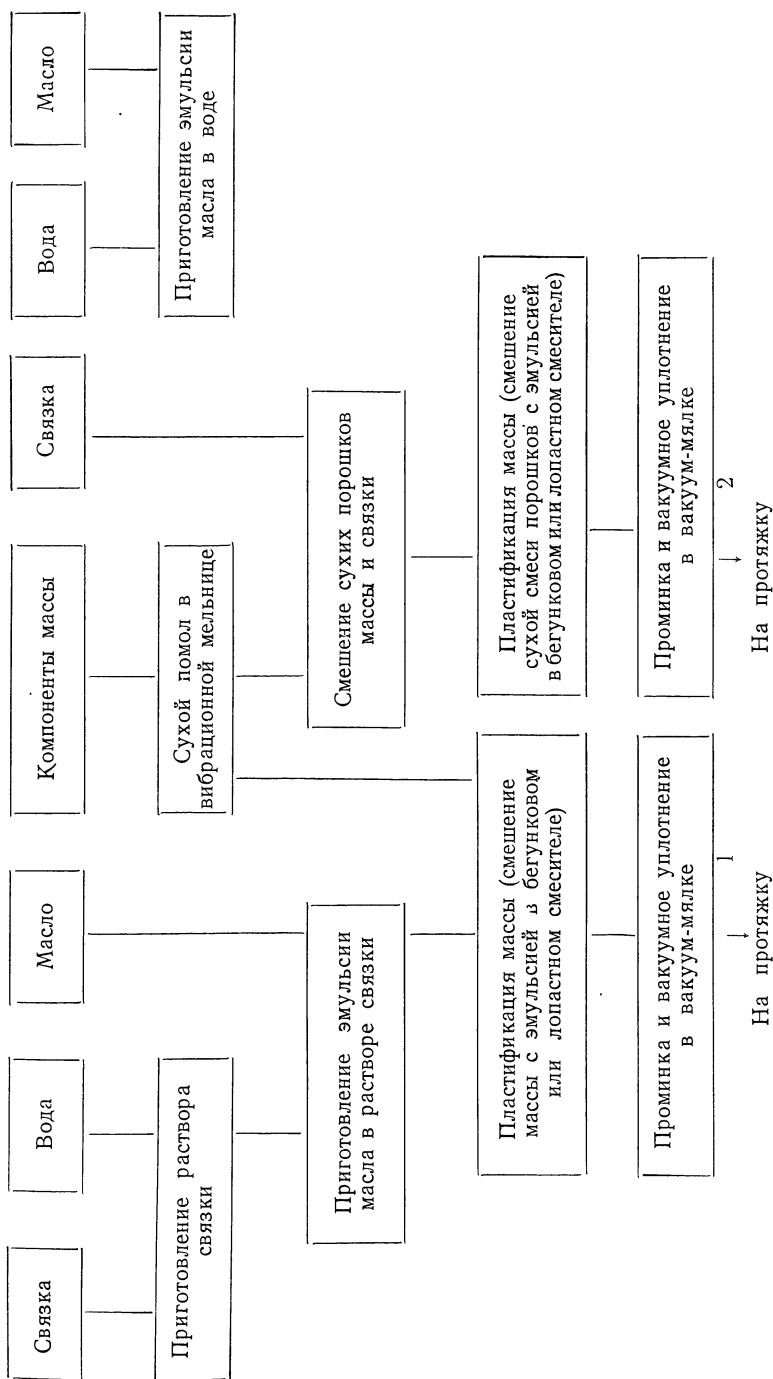 Связка
Вода
Масло
Компоненты массы
Связка
Вода
Масло
Приготовление раствора
связки
Сухой помол в
вибрационной мельнице
Приготовление эмульсии
масла в воде
Приготовление эмульсии
масла в растворе связки
Смешение сухих порошков
массы и связки
Пластификация массы (смешение
массы с эмульсией в бегунковом
или лопастном смесителе)
Пластификация массы (смешение
сухой смеси порошков с эмульсией
в бегунковом или лопастном смесителе)
Проминка и вакуумное уплотнение
в вакуум-мялке
Проминка и вакуумное уплотнение
в вакуум-мялке
↓ 1
На протяжку
↓ 2
На протяжку